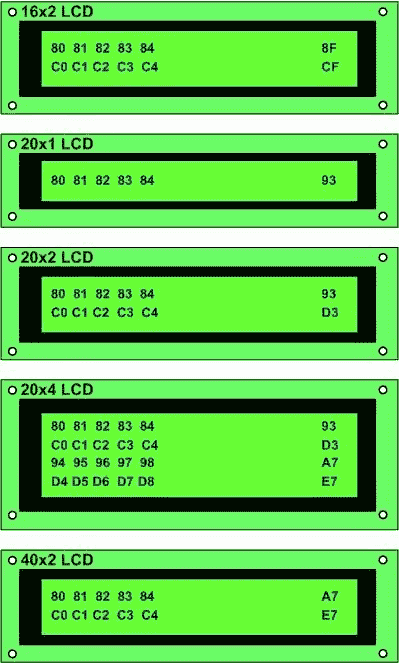 16x2 LCD
80 81 82 83 84 8F
C0 C1 C2 C3 C4 CF
20x1 LCD
80 81 82 83 84 93
20x2 LCD
80 81 82 83 84 93
C0 C1 C2 C3 C4 D3
20x4 LCD
80 81 82 83 84 93
C0 C1 C2 C3 C4 D3
94 95 96 97 98 A7
D4 D5 D6 D7 D8 E7
40x2 LCD
80 81 82 83 84 A7
C0 C1 C2 C3 C4 E7